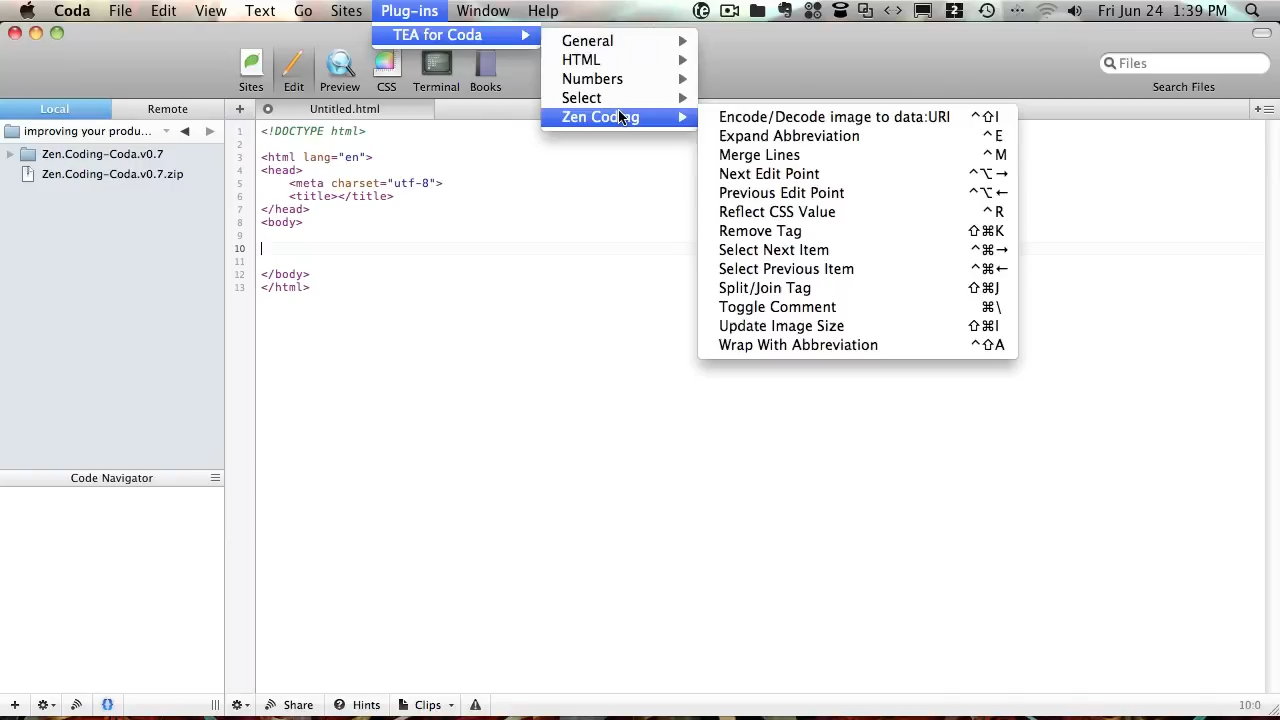 Coda File Edit View Text Go Sites Plug-ins Window Help 2 Fri Jun 24 1:39 PM
TEA for Coda
General
HTML
Numbers
Select
Zen Coding
Encode/Decode image to data:URI ⌃⇧I
Expand Abbreviation ⌃E
Merge Lines ⌃M
Next Edit Point ⌃⌥→
Previous Edit Point ⌃⌥←
Reflect CSS Value ⌃R
Remove Tag ⇧⌘K
Select Next Item ⌃⌘→
Select Previous Item ⌃⌘←
Split/Join Tag ⇧⌘J
Toggle Comment ⌘\
Update Image Size ⇧⌘I
Wrap With Abbreviation ⌃⇧A
Sites Edit Preview CSS Terminal Books
Files
Search Files
Local Remote
Untitled.html
improving your produ...
Zen.Coding-Coda.v0.7
Zen.Coding-Coda.v0.7.zip
Code Navigator
1 <!DOCTYPE html>
2
3 <html lang="en">
4 <head>
5 <meta charset="utf-8">
6 <title></title>
7 </head>
8 <body>
9
10
11
12 </body>
13 </html>
Share Hints Clips
10:0